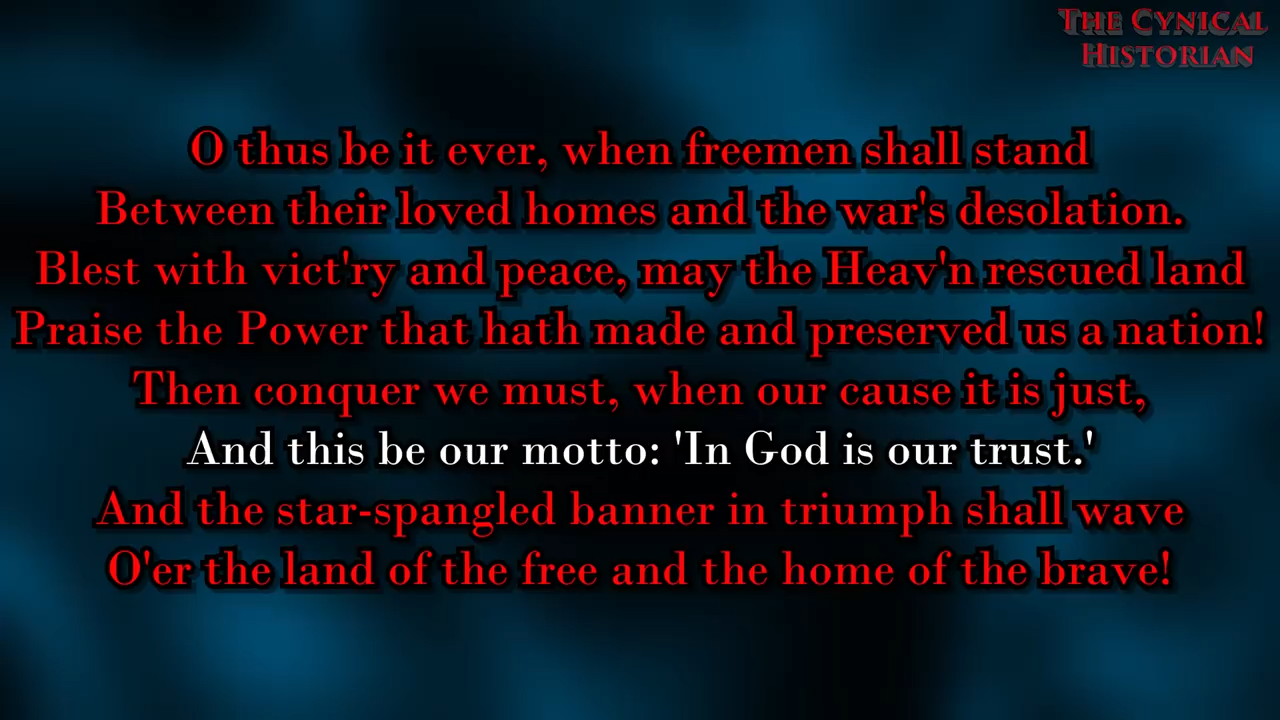 The Cynical
Historian
O thus be it ever, when freemen shall stand
Between their loved homes and the war's desolation.
Blest with vict'ry and peace, may the Heav'n rescued land
Praise the Power that hath made and preserved us a nation!
Then conquer we must, when our cause it is just,
And this be our motto: 'In God is our trust.'
And the star-spangled banner in triumph shall wave
O'er the land of the free and the home of the brave!